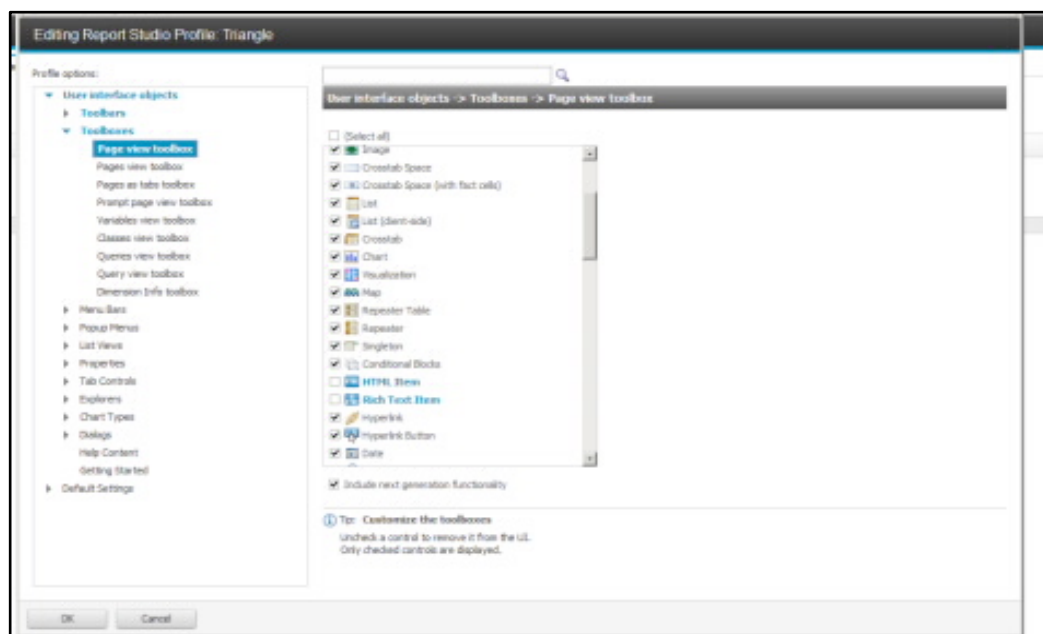 Editing Report Studio Profile: Triangle
Profile options:
User interface objects
Toolbars
Toolboxes
Page view toolbox
Pages view toolbox
Pages as tabs toolbox
Prompt page view toolbox
Variables view toolbox
Classes view toolbox
Queries view toolbox
Query view toolbox
Dimension Info toolbox
Menu Bars
Popup Menus
List Views
Properties
Tab Controls
Explorers
Chart Types
Dialogs
Help Content
Getting Started
Default Settings
User interface objects -> Toolboxes -> Page view toolbox
(Select all)
Image
Crosstab Space
Crosstab Space (with fact cells)
List
List (client-side)
Crosstab
Chart
Visualization
Map
Repeater Table
Repeater
Singleton
Conditional Blocks
HTML Item
Rich Text Item
Hyperlink
Hyperlink Button
Date
Include next generation functionality
Tip: Customize the toolboxes
Uncheck a control to remove it from the UI.
Only checked controls are displayed.
OK
Cancel